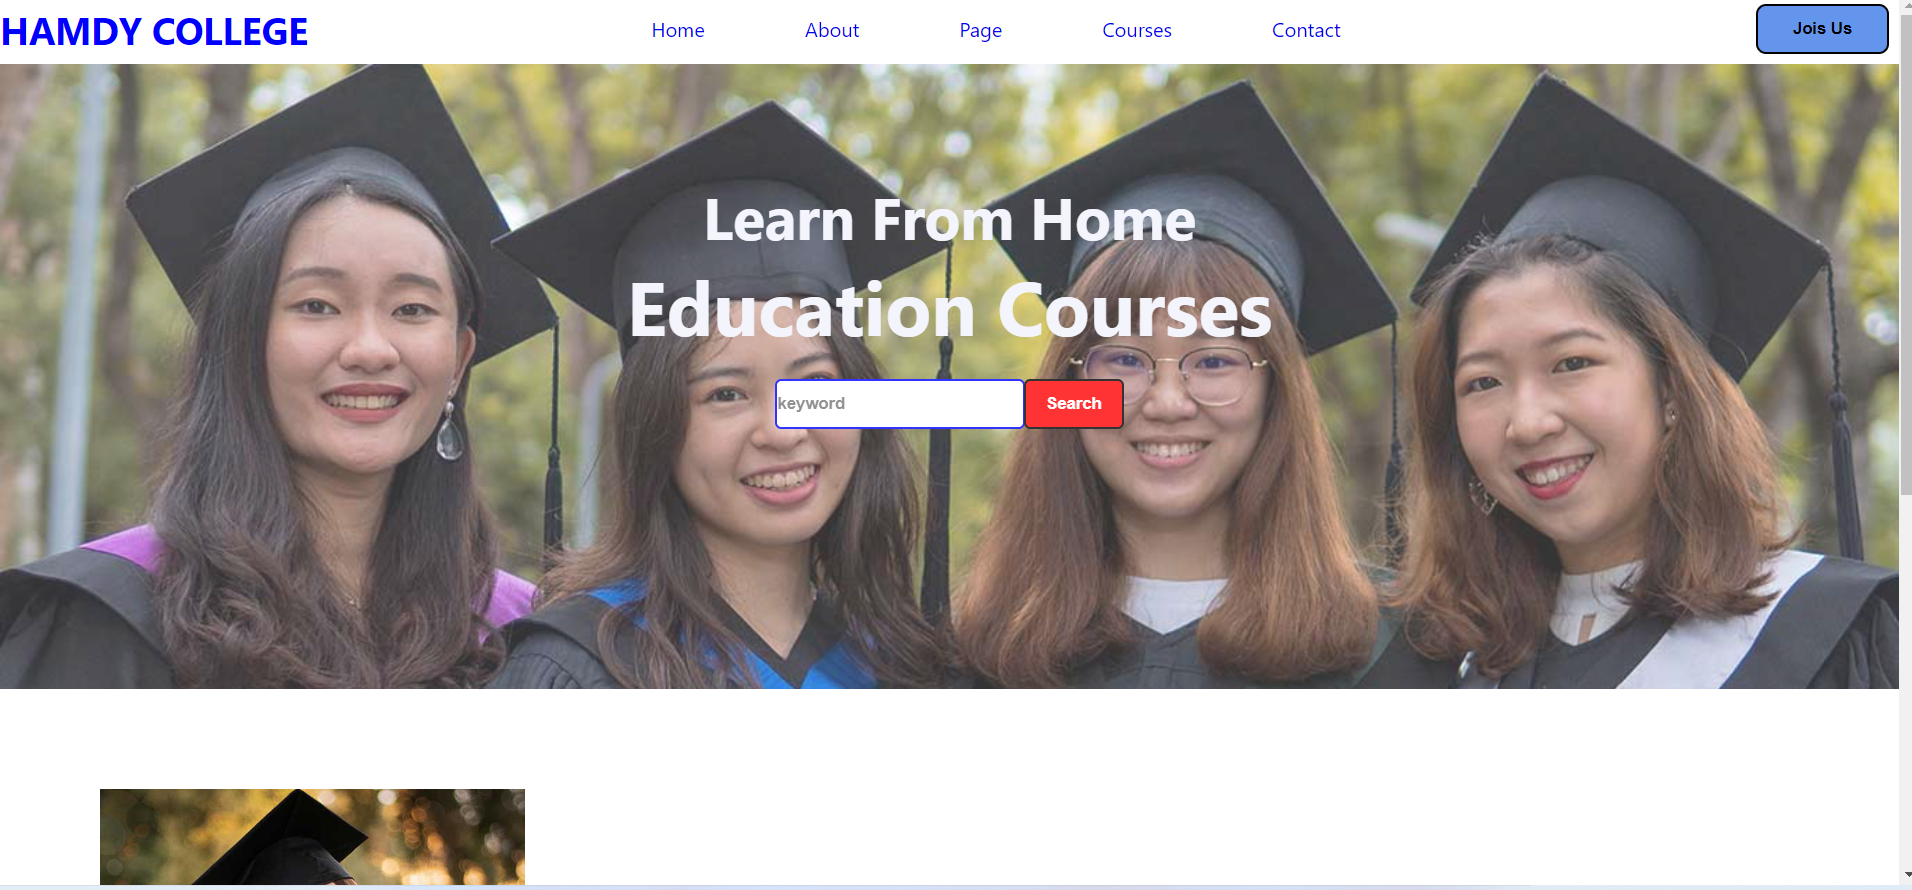 HAMDY COLLEGE
Home About Page Courses Contact
Jois Us
Learn From Home
Education Courses
keyword Search